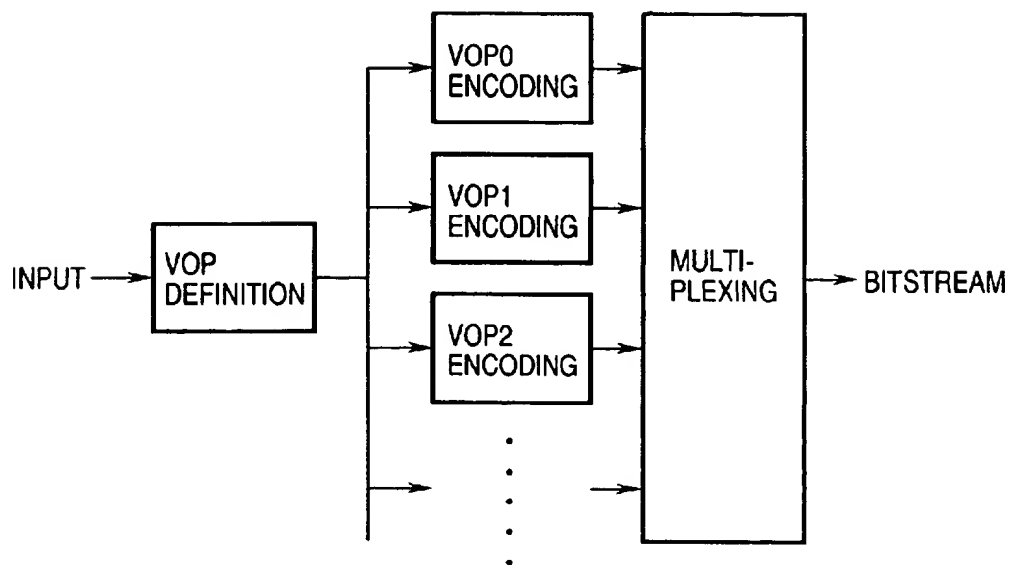 INPUT
VOP
DEFINITION
VOP0
ENCODING
VOP1
ENCODING
VOP2
ENCODING
MULTI-
PLEXING
BITSTREAM